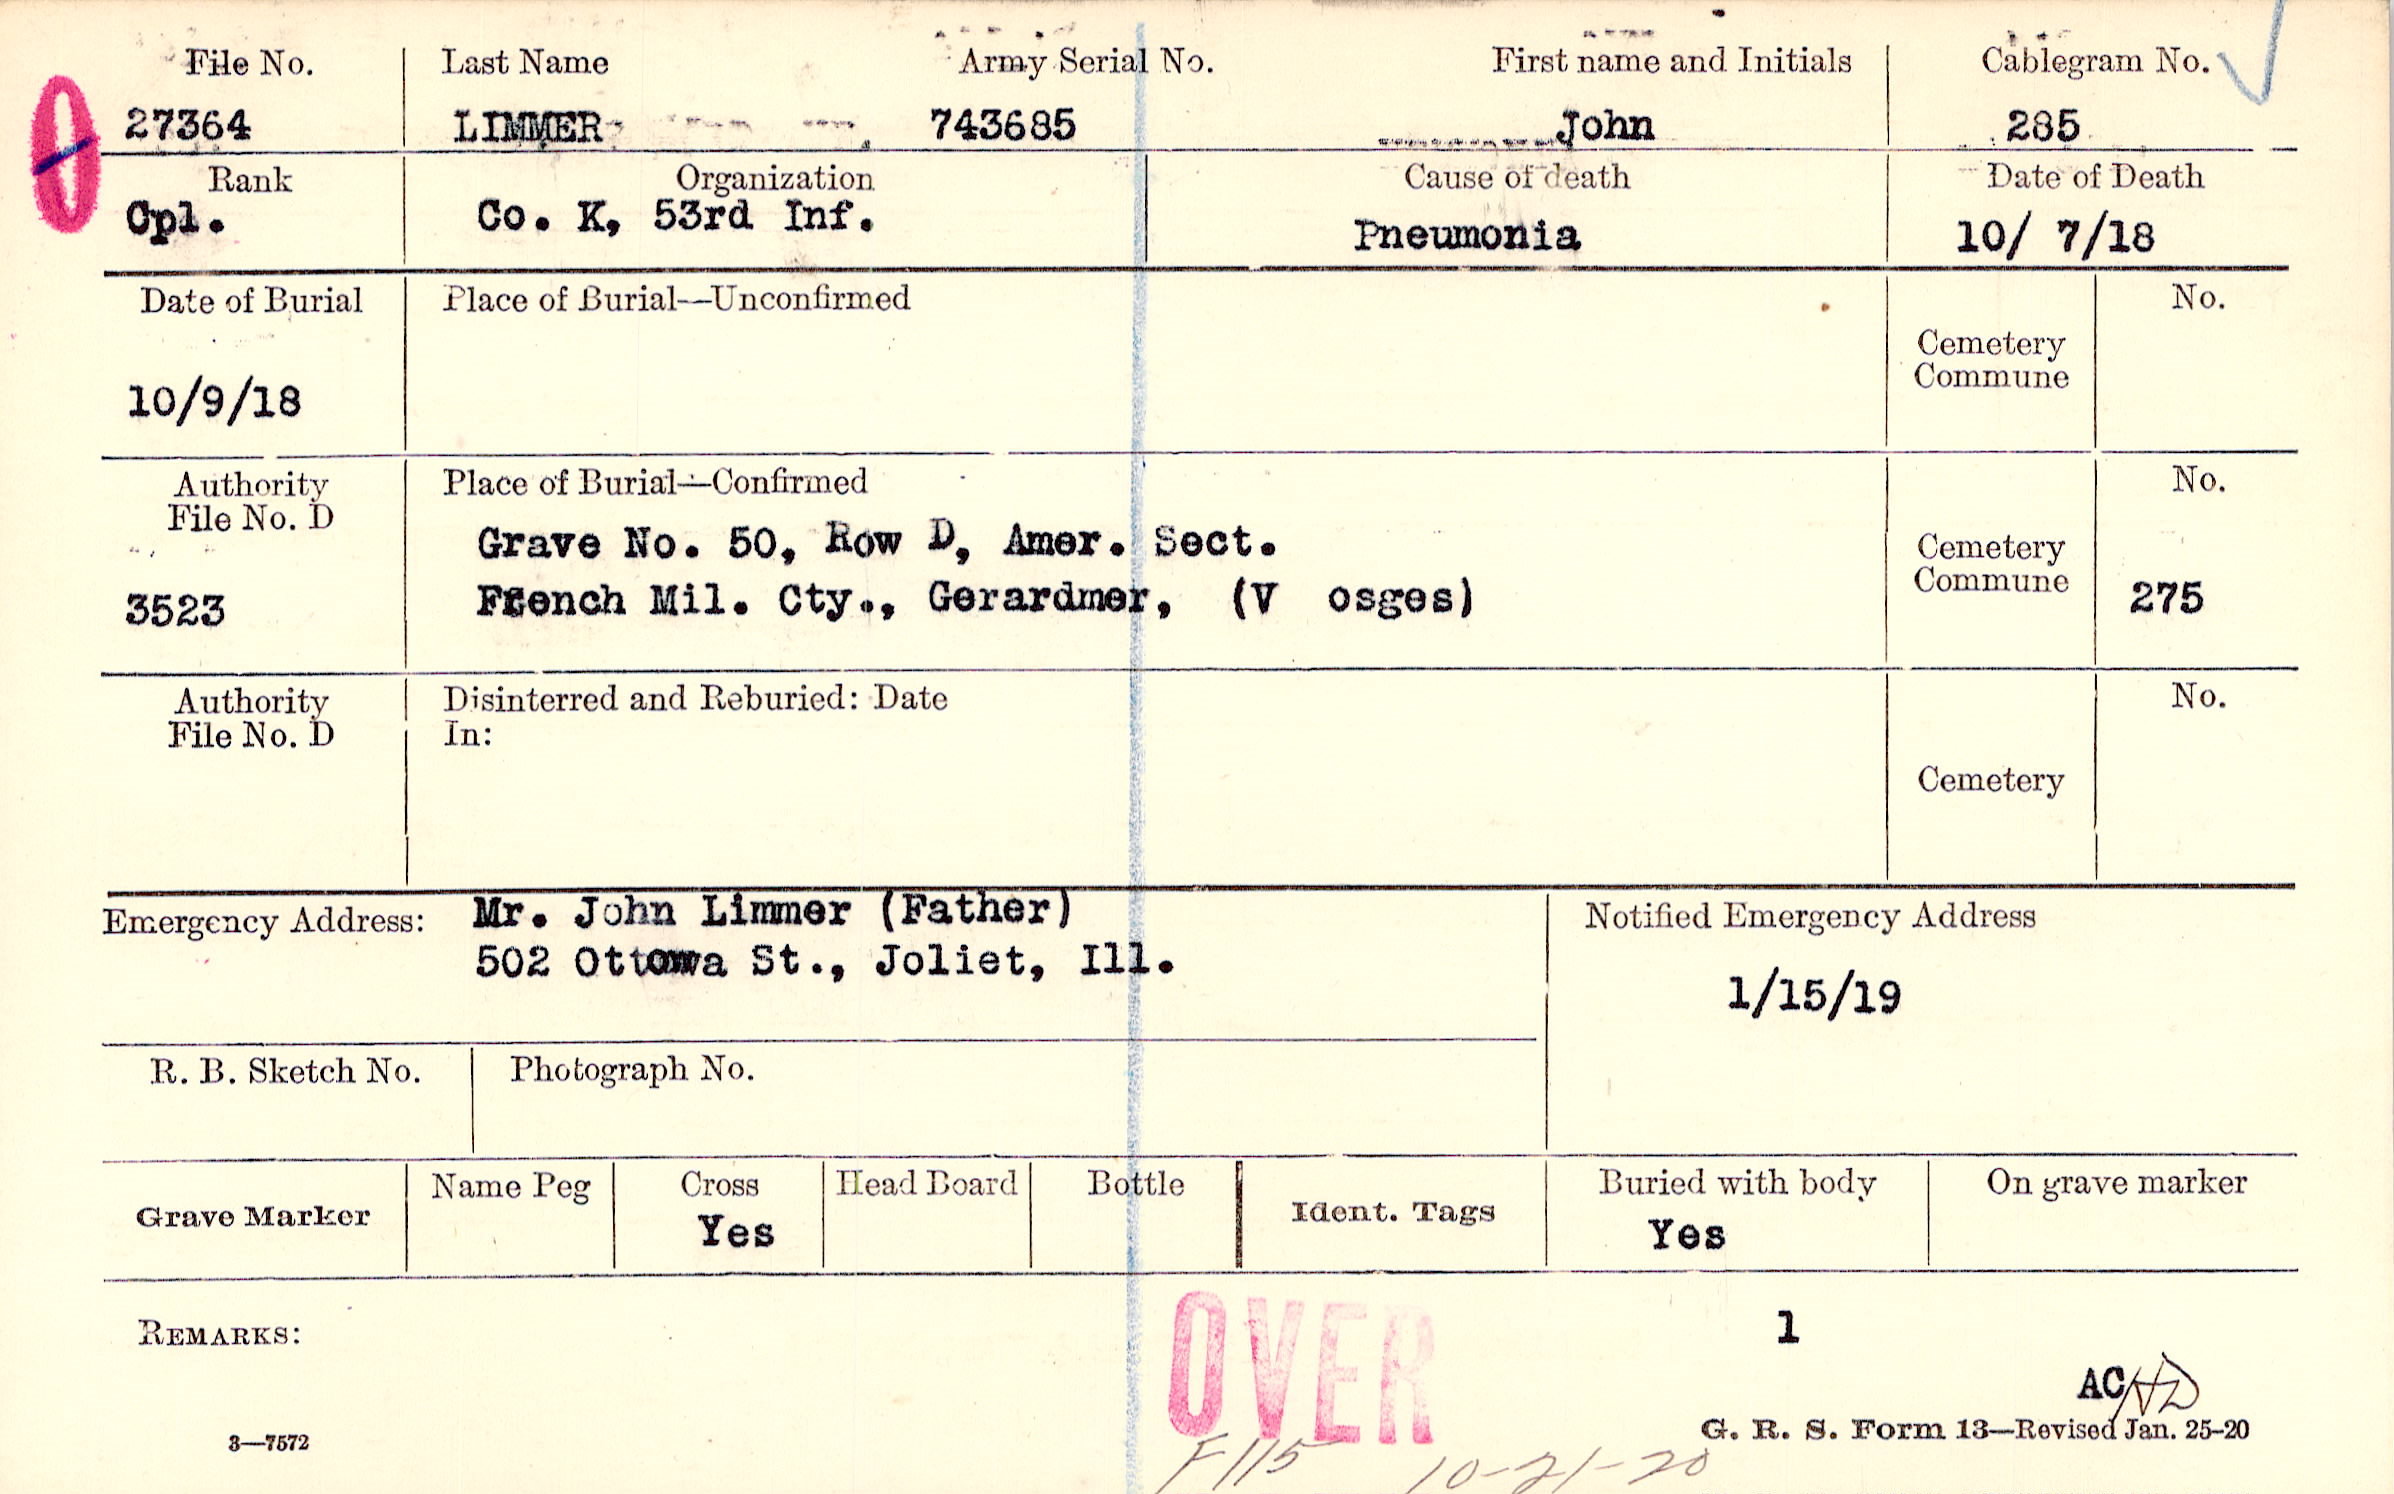 File No. Last Name Army Serial No. First name and Initials Cablegram No.
27364 LIMMER 743685 John 285
Rank Organization Cause of death Date of Death
Cpl. Co. K, 53rd Inf. Pneumonia 10/ 7/18
Date of Burial Place of Burial—Unconfirmed No.
Cemetery
Commune
10/9/18
Authority Place of Burial—Confirmed No.
File No. D
Grave No. 50, Row D, Amer. Sect.
Cemetery
Commune
3523 French Mil. Cty., Gerardmer, (V osges) 275
Authority Disinterred and Reburied: Date No.
File No. D In:
Cemetery
Emergency Address: Mr. John Limmer (Father) Notified Emergency Address
502 Ottowa St., Joliet, Ill.
1/15/19
R. B. Sketch No. Photograph No.
Grave Marker Name Peg Cross Head Board Bottle Ident. Tags Buried with body On grave marker
Yes Yes
REMARKS: OVER 1
AC HD
3—7572 G. R. S. Form 13—Revised Jan. 25-20
F115 10-21-20